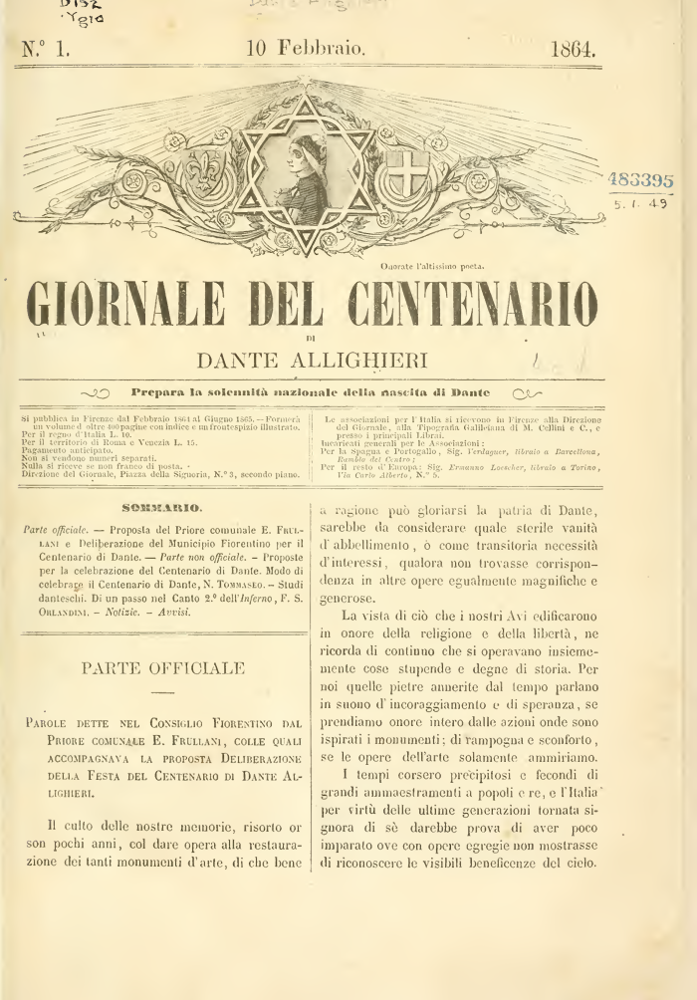 D192
·Ygio
N.° 1.
10 Febbraio.
1864.
483395
5.1.49
Onorate l'altissimo poeta.
GIORNALE DEL CENTENARIO
DI
DANTE ALLIGHIERI
Prepara la solennità nazionale della nascita di Dante
Si pubblica in Firenze dal Febbraio 1864 al Giugno 1865. — Formerà
un volume d'oltre 400 pagine con indice e un frontespizio illustrato.
Per il regno d'Italia L. 10.
Per il territorio di Roma e Venezia L. 15.
Pagamento anticipato.
Non si vendono numeri separati.
Nulla si riceve se non franco di posta. -
Direzione del Giornale, Piazza della Signoria, N.° 3, secondo piano.
Le associazioni per l'Italia si ricevono in Firenze alla Direzione
del Giornale, alla Tipografia Galileiana di M. Cellini e C., e
presso i principali Librai.
Incaricati generali per le Associazioni:
Per la Spagna e Portogallo, Sig. Verdaguer, libraio a Barcellona,
Rambla del Centro;
Per il resto d'Europa: Sig. Ermanno Loescher, libraio a Torino,
Via Carlo Alberto, N.° 5.
SOMMARIO.
Parte officiale. — Proposta del Priore comunale E. FRUL-
LANI e Deliberazione del Municipio Fiorentino per il
Centenario di Dante. — Parte non officiale. – Proposte
per la celebrazione del Centenario di Dante. Modo di
celebrare il Centenario di Dante, N. TOMMASEO. – Studi
danteschi. Di un passo nel Canto 2.° dell'Inferno, F. S.
ORLANDINI. – Notizie. – Avvisi.
PARTE OFFICIALE
PAROLE DETTE NEL CONSIGLIO FIORENTINO DAL
PRIORE COMUNALE E. FRULLANI, COLLE QUALI
ACCOMPAGNAVA LA PROPOSTA DELIBERAZIONE
DELLA FESTA DEL CENTENARIO DI DANTE AL-
LIGHIERI.
Il culto delle nostre memorie, risorto or
son pochi anni, col dare opera alla restaura-
zione dei tanti monumenti d'arte, di che bene
a ragione può gloriarsi la patria di Dante,
sarebbe da considerare quale sterile vanità
d'abbellimento, o come transitoria necessità
d'interessi, qualora non trovasse corrispon-
denza in altre opere egualmente magnifiche e
generose.
La vista di ciò che i nostri Avi edificarono
in onore della religione e della libertà, ne
ricorda di continuo che si operavano insieme-
mente cose stupende e degne di storia. Per
noi quelle pietre annerite dal tempo parlano
in suono d'incoraggiamento e di speranza, se
prendiamo onore intero dalle azioni onde sono
ispirati i monumenti; di rampogna e sconforto,
se le opere dell'arte solamente ammiriamo.
I tempi corsero precipitosi e fecondi di
grandi ammaestramenti a popoli e re, e l'Italia
per virtù delle ultime generazioni tornata si-
gnora di sè darebbe prova di aver poco
imparato ove con opere egregie non mostrasse
di riconoscere le visibili beneficenze del cielo.